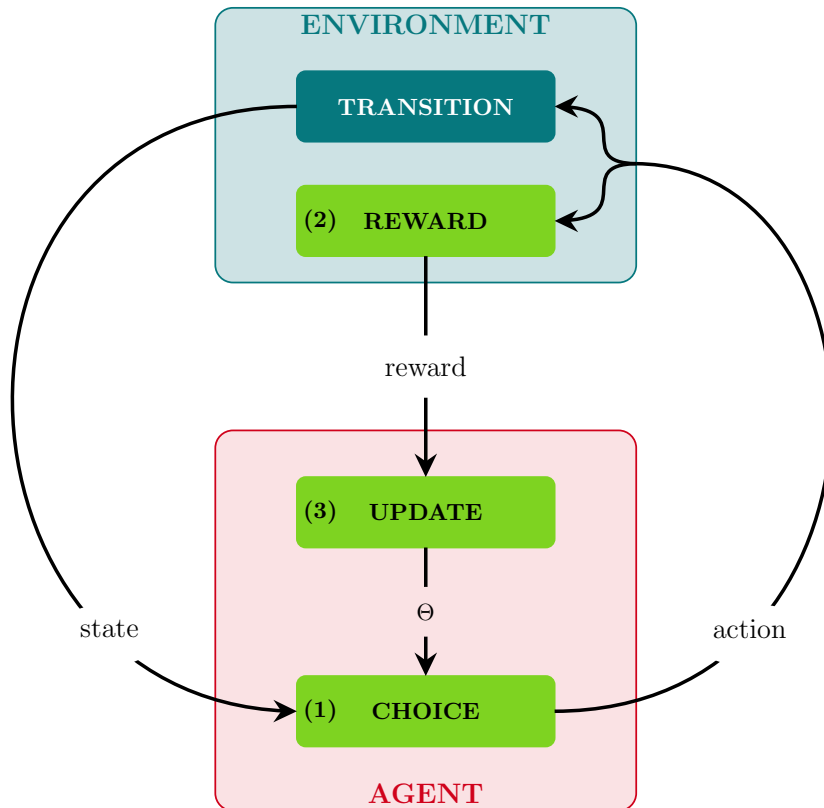 ENVIRONMENT
TRANSITION
(2) REWARD
reward
(3) UPDATE
Θ
state
action
(1) CHOICE
AGENT